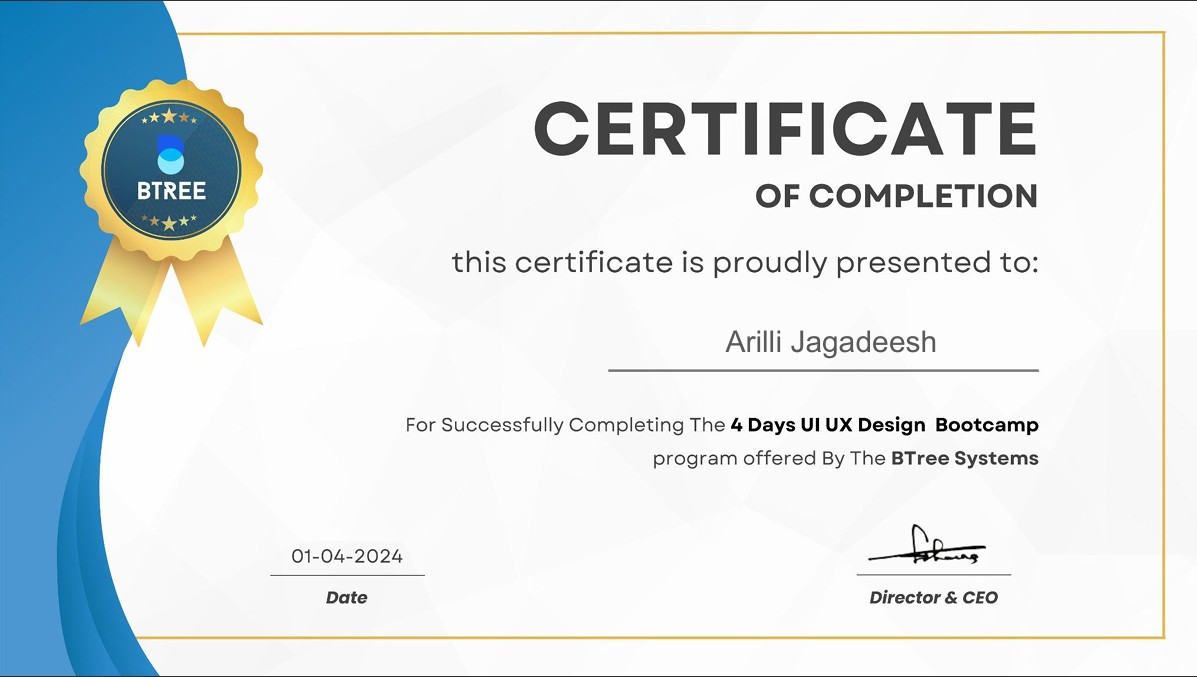 BTREE
CERTIFICATE
OF COMPLETION
this certificate is proudly presented to:
Arilli Jagadeesh
For Successfully Completing The 4 Days UI UX Design Bootcamp
program offered By The BTree Systems
01-04-2024
Date
Director & CEO